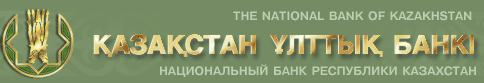 THE NATIONAL BANK OF KAZAKHSTAN
ҚАЗАҚСТАН ҰЛТТЫҚ БАНКІ
НАЦИОНАЛЬНЫЙ БАНК РЕСПУБЛИКИ КАЗАХСТАН